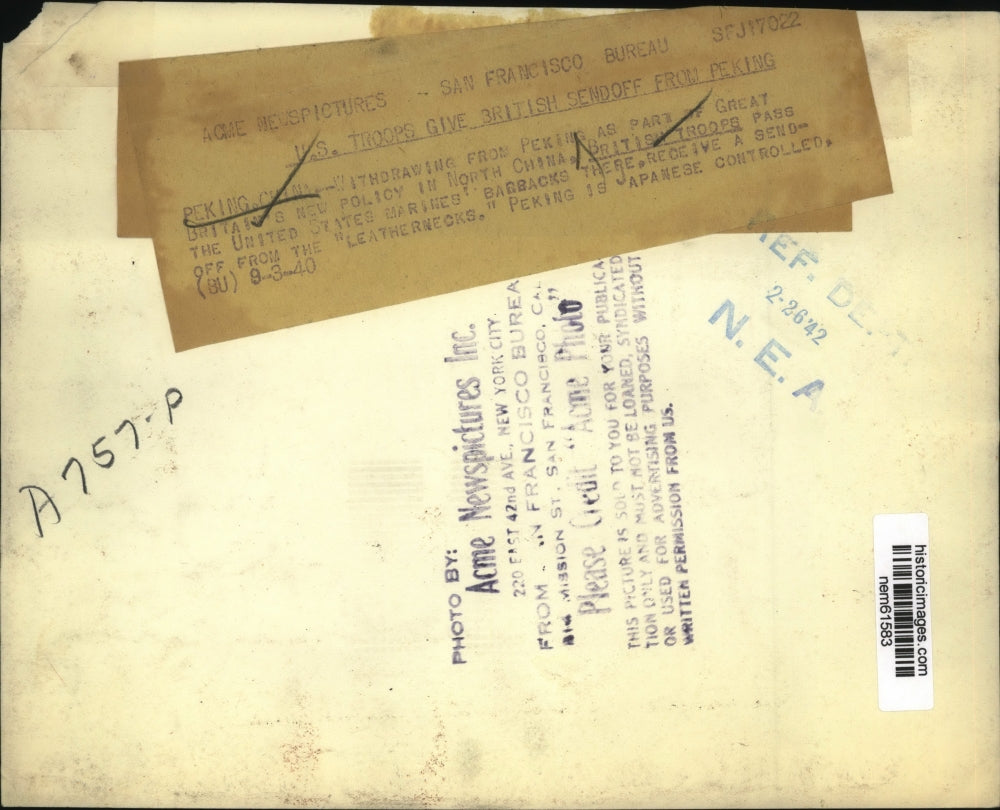 ACME NEWSPICTURES - SAN FRANCISCO BUREAU SFJ17022
U.S. TROOPS GIVE BRITISH SENDOFF FROM PEKING
PEKING, CHINA--WITHDRAWING FROM PEKING AS PART OF GREAT
BRITAIN'S NEW POLICY IN NORTH CHINA, BRITISH TROOPS PASS
THE UNITED STATES MARINES' BARRACKS THERE, RECEIVE A SEND-
OFF FROM THE "LEATHERNECKS." PEKING IS JAPANESE CONTROLLED.
(BU) 9-3-40
REF. DEPT
2-26'42
N. E. A
A757-P
PHOTO BY:
Acme Newspictures Inc.
220 EAST 42nd AVE., NEW YORK CITY
FROM - FRANCISCO BUREA
MISSION ST., SAN FRANCISCO, CAL
Please Credit "Acme Photo"
THIS PICTURE IS SOLD TO YOU FOR YOUR PUBLICA
TION ONLY AND MUST NOT BE LOANED, SYNDICATED
OR USED FOR ADVERTISING PURPOSES WITHOUT
WRITTEN PERMISSION FROM US.
historicimages.com
nem61583